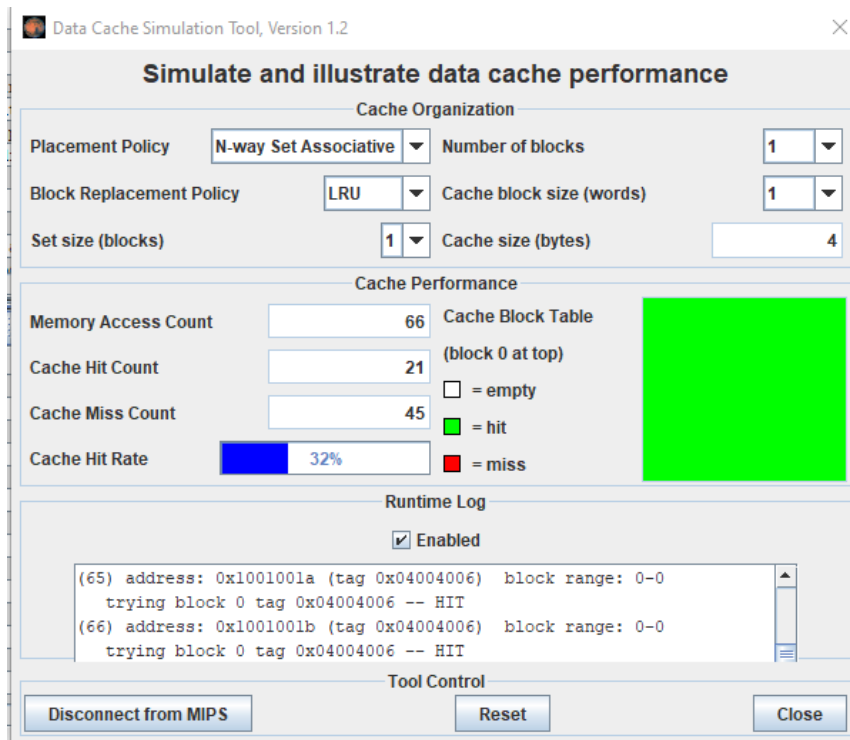 Data Cache Simulation Tool, Version 1.2
Simulate and illustrate data cache performance
Cache Organization
Placement Policy N-way Set Associative Number of blocks 1
Block Replacement Policy LRU Cache block size (words) 1
Set size (blocks) 1 Cache size (bytes) 4
Cache Performance
Memory Access Count 66 Cache Block Table
(block 0 at top)
Cache Hit Count 21
= empty
Cache Miss Count 45
= hit
Cache Hit Rate 32%
= miss
Runtime Log
Enabled
(65) address: 0x1001001a (tag 0x04004006) block range: 0-0
trying block 0 tag 0x04004006 -- HIT
(66) address: 0x1001001b (tag 0x04004006) block range: 0-0
trying block 0 tag 0x04004006 -- HIT
Tool Control
Disconnect from MIPS Reset Close